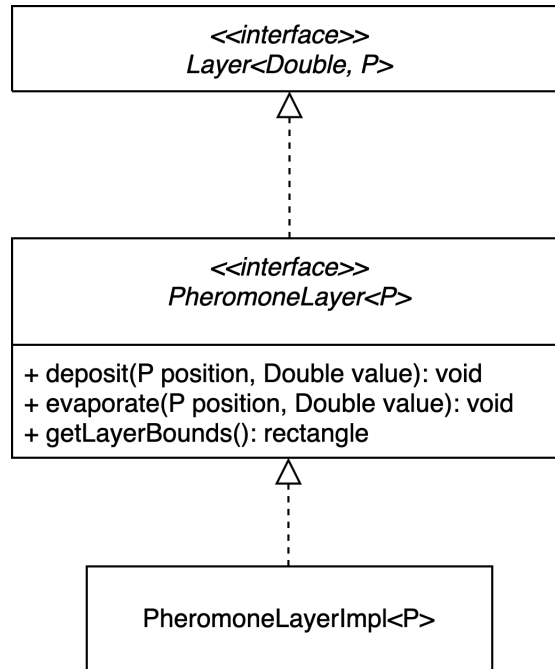 <<interface>>
Layer<Double, P>
<<interface>>
PheromoneLayer<P>
+ deposit(P position, Double value): void
+ evaporate(P position, Double value): void
+ getLayerBounds(): rectangle
PheromoneLayerImpl<P>